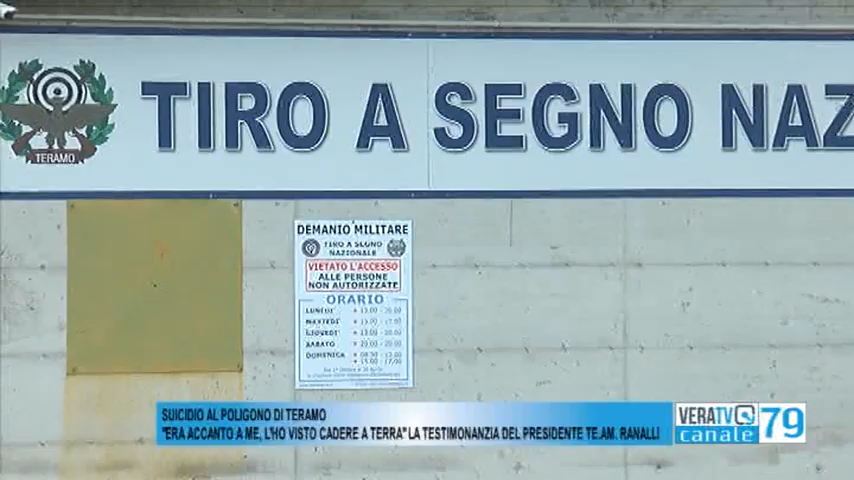 TIRO A SEGNO NAZ
TERAMO
DEMANIO MILITARE
TIRO A SEGNO
NAZIONALE
VIETATO L'ACCESSO
ALLE PERSONE
NON AUTORIZZATE
ORARIO
LUNEDI'
MARTEDI'
GIOVEDI'
SABATO
DOMENICA
SUICIDIO AL POLIGONO DI TERAMO
"ERA ACCANTO A ME, L'HO VISTO CADERE A TERRA" LA TESTIMONANZIA DEL PRESIDENTE TE.AM. RANALLI
VERATV
canale 79